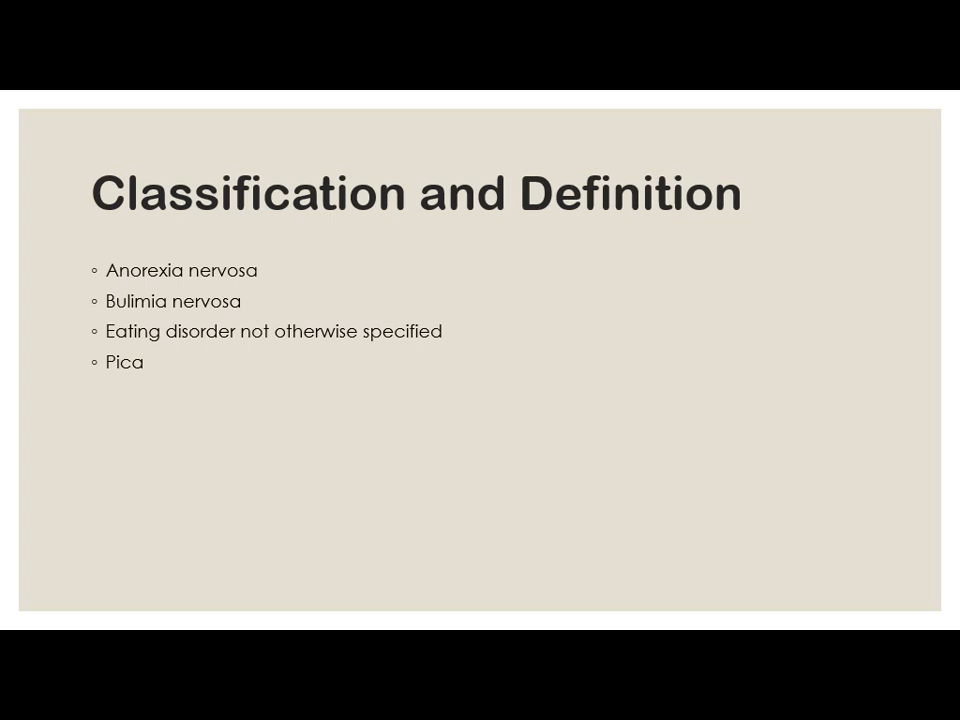 Classification and Definition
◦ Anorexia nervosa
◦ Bulimia nervosa
◦ Eating disorder not otherwise specified
◦ Pica